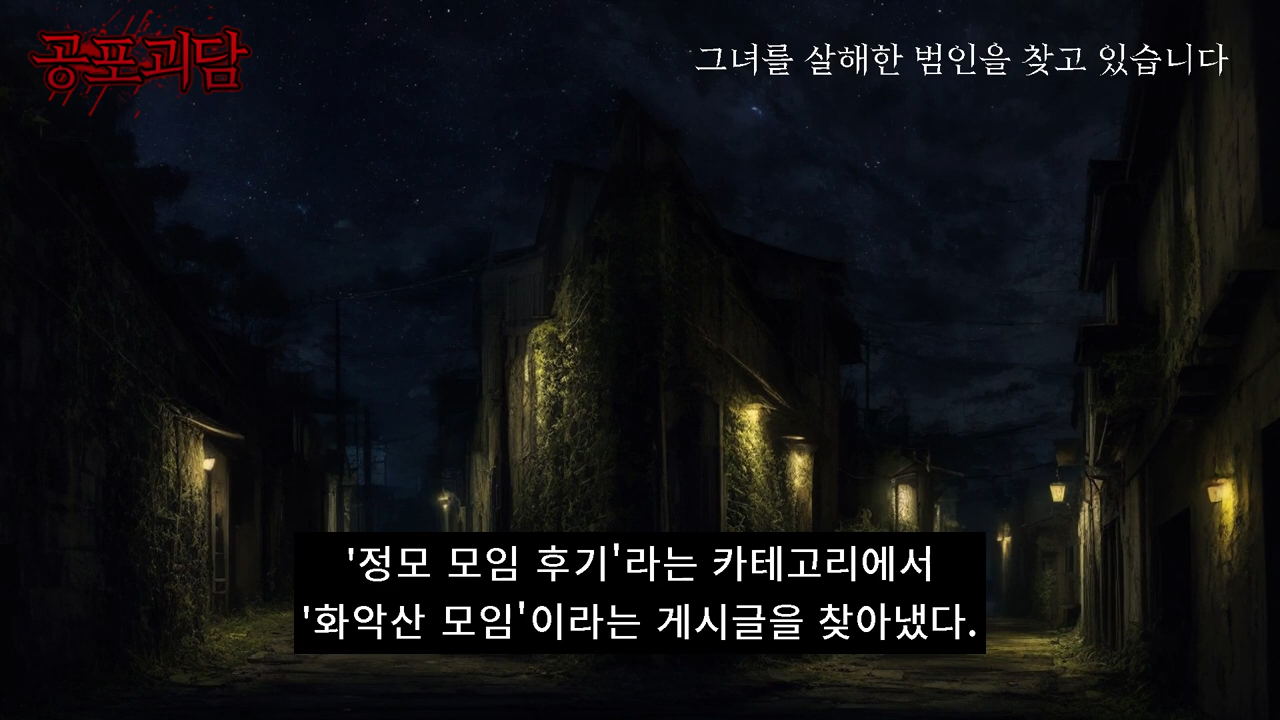 공포괴담
그녀를 살해한 범인을 찾고 있습니다
'정모 모임 후기'라는 카테고리에서
'화악산 모임'이라는 게시글을 찾아냈다.